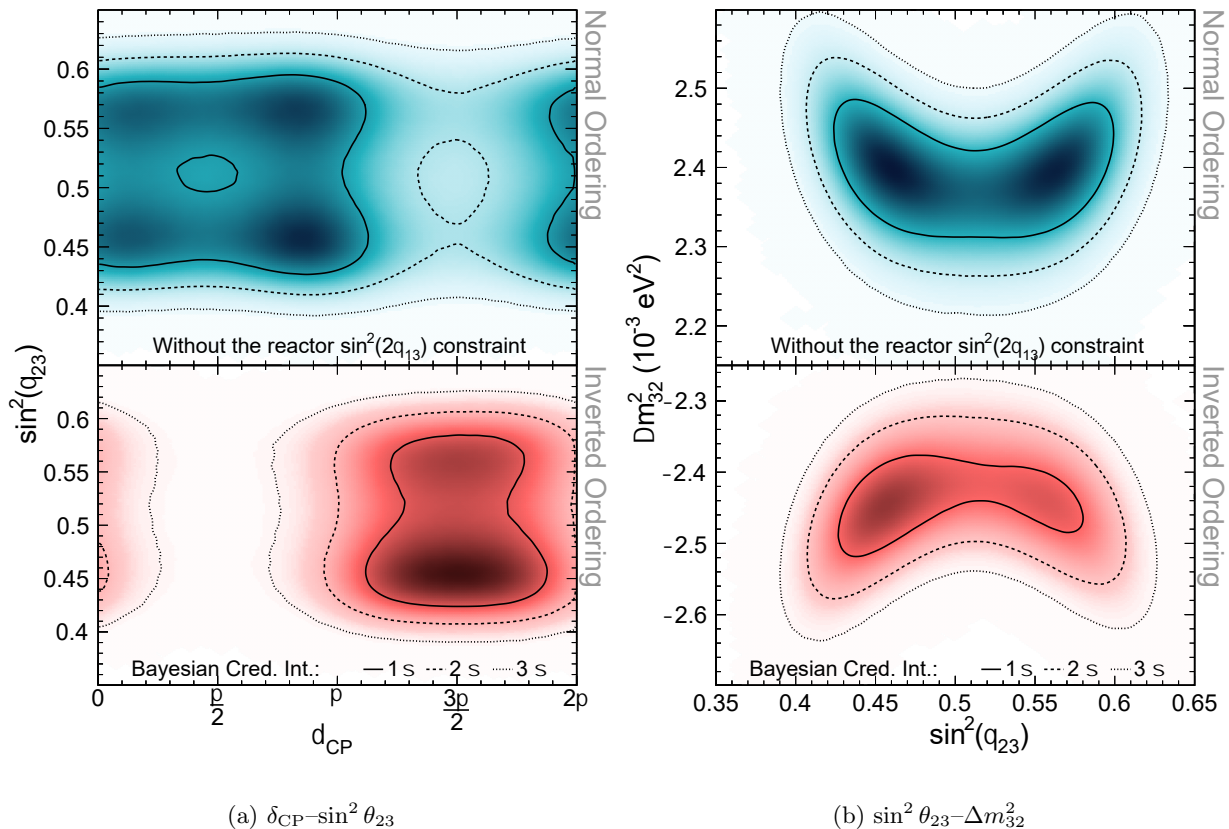 0.6
0.55
0.5
0.45
0.4
sin²(q₂₃)
Normal Ordering
Without the reactor sin²(2q₁₃) constraint
0.6
0.55
0.5
0.45
0.4
Inverted Ordering
Bayesian Cred. Int.: 1 s 2 s 3 s
0 p/2 p 3p/2 2p
d_CP
2.5
2.4
2.3
2.2
Dm²₃₂ (10⁻³ eV²)
Normal Ordering
Without the reactor sin²(2q₁₃) constraint
-2.3
-2.4
-2.5
-2.6
Inverted Ordering
Bayesian Cred. Int.: 1 s 2 s 3 s
0.35 0.4 0.45 0.5 0.55 0.6 0.65
sin²(q₂₃)
(a) δ_CP–sin² θ₂₃
(b) sin² θ₂₃–Δm²₃₂